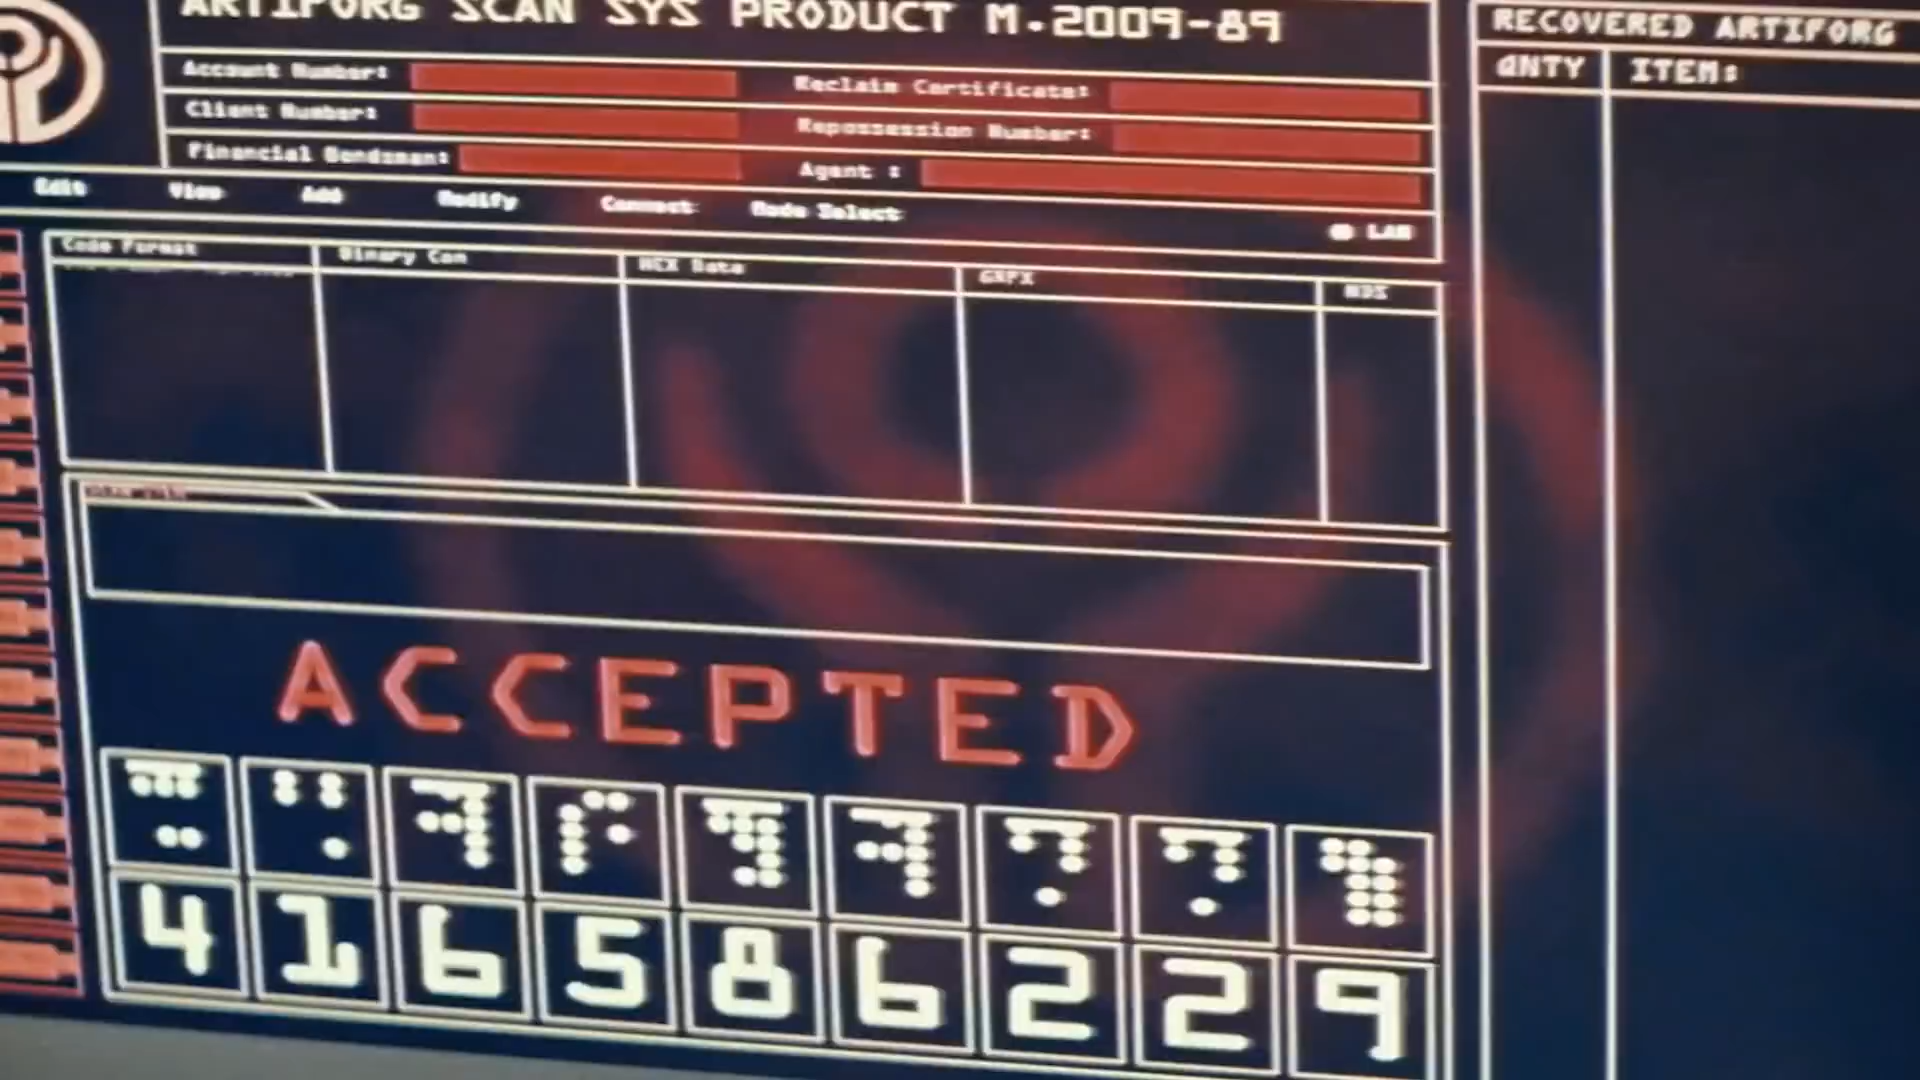 ARTIFORG SCAN SYS PRODUCT M.2009-89
Account Number:
Reclaim Certificate:
Client Number:
Repossession Number:
Financial Bondsman:
Agent :
Edit View Add Modify Connect Mode Select
LAN
Code Format Binary Con HEX Data GRPX
ACCEPTED
4 1 6 5 8 6 2 2 9
RECOVERED ARTIFORG
QNTY ITEM: